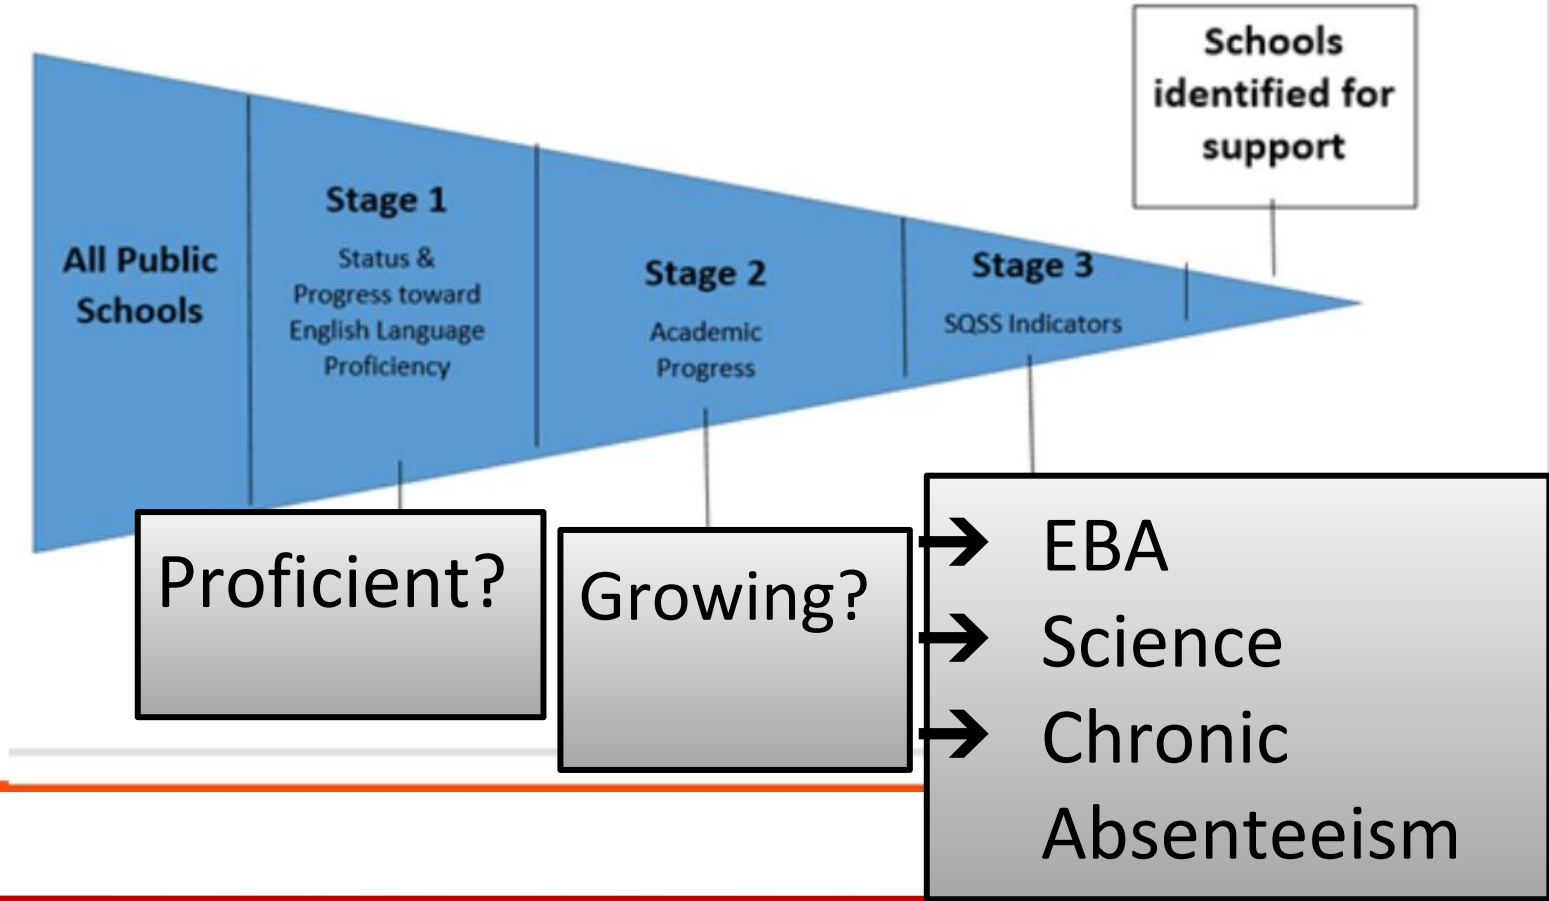 Schools
identified for
support
All Public
Schools
Stage 1
Status &
Progress toward
English Language
Proficiency
Stage 2
Academic
Progress
Stage 3
SQSS Indicators
Proficient?
Growing?
→ EBA
→ Science
→ Chronic
Absenteeism